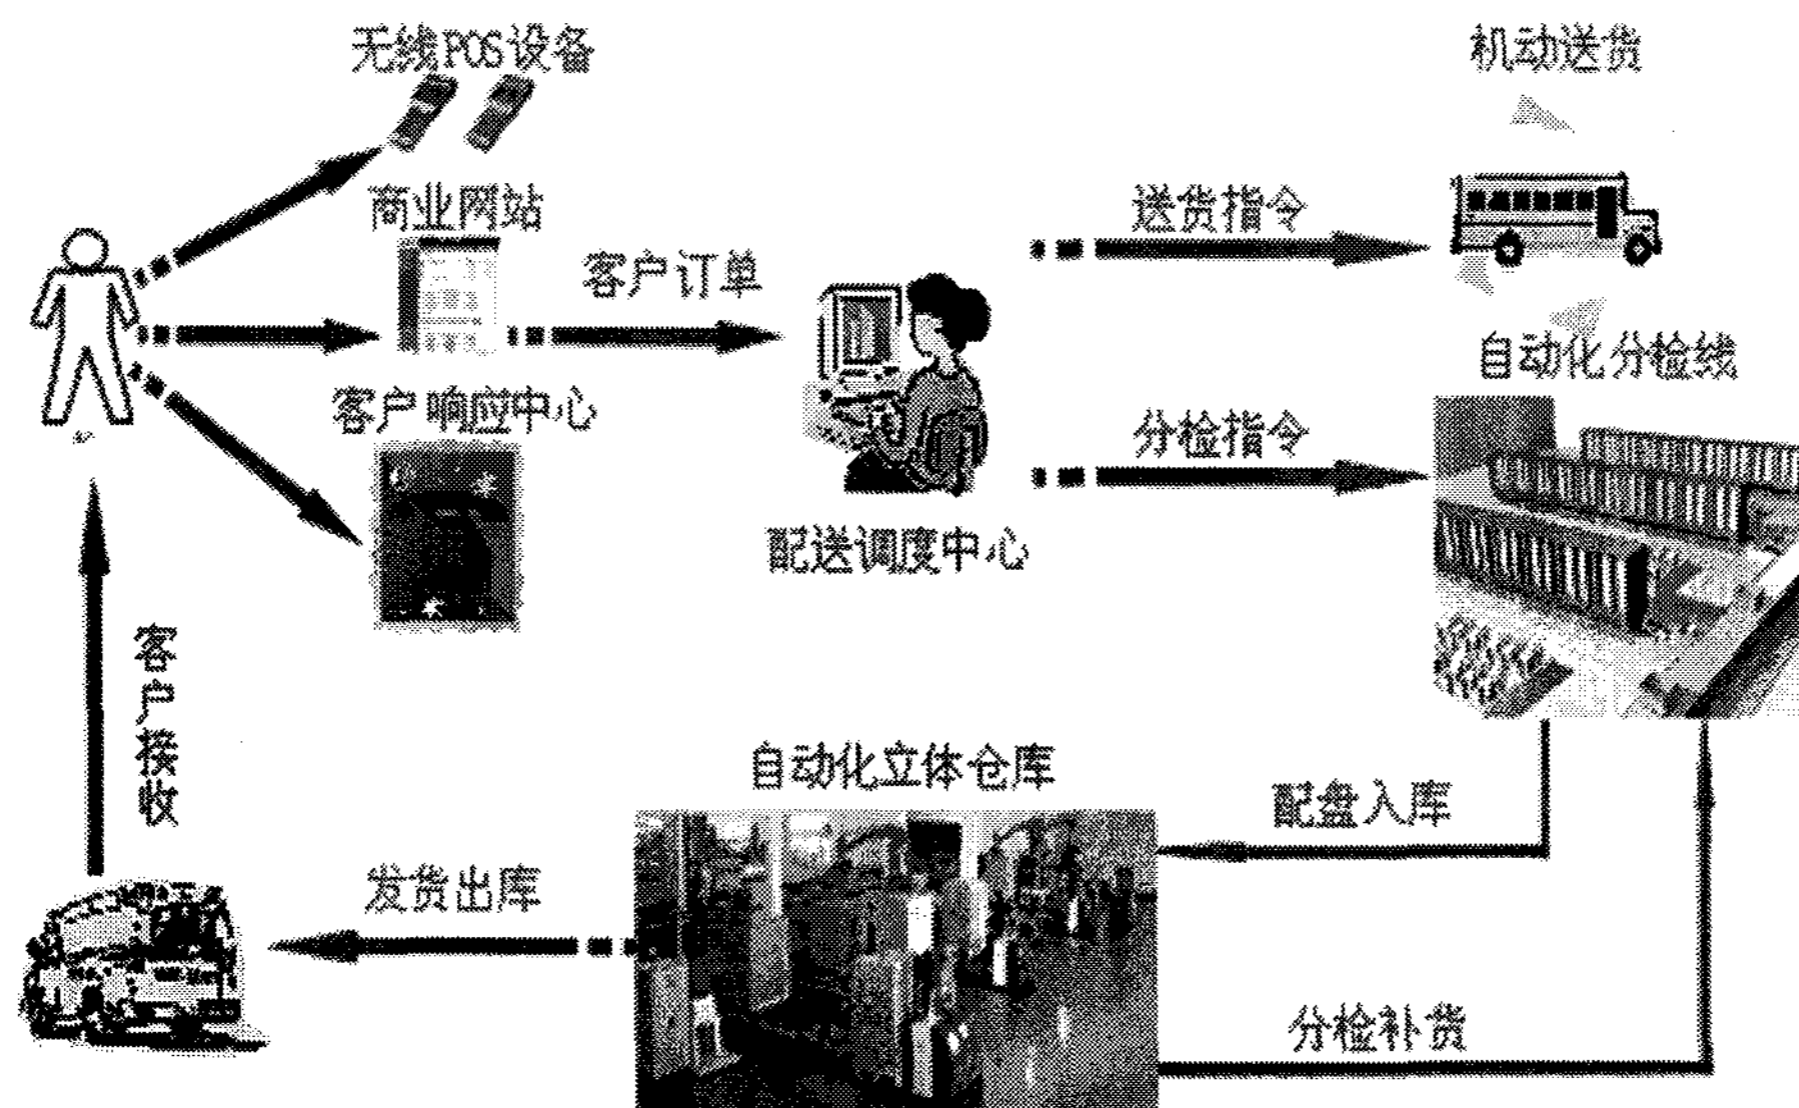 无线POS设备
机动送货
商业网站
送货指令
客户订单
自动化分检线
客户响应中心
分检指令
配送调度中心
客户接收
自动化立体仓库
配盘入库
发货出库
分检补货